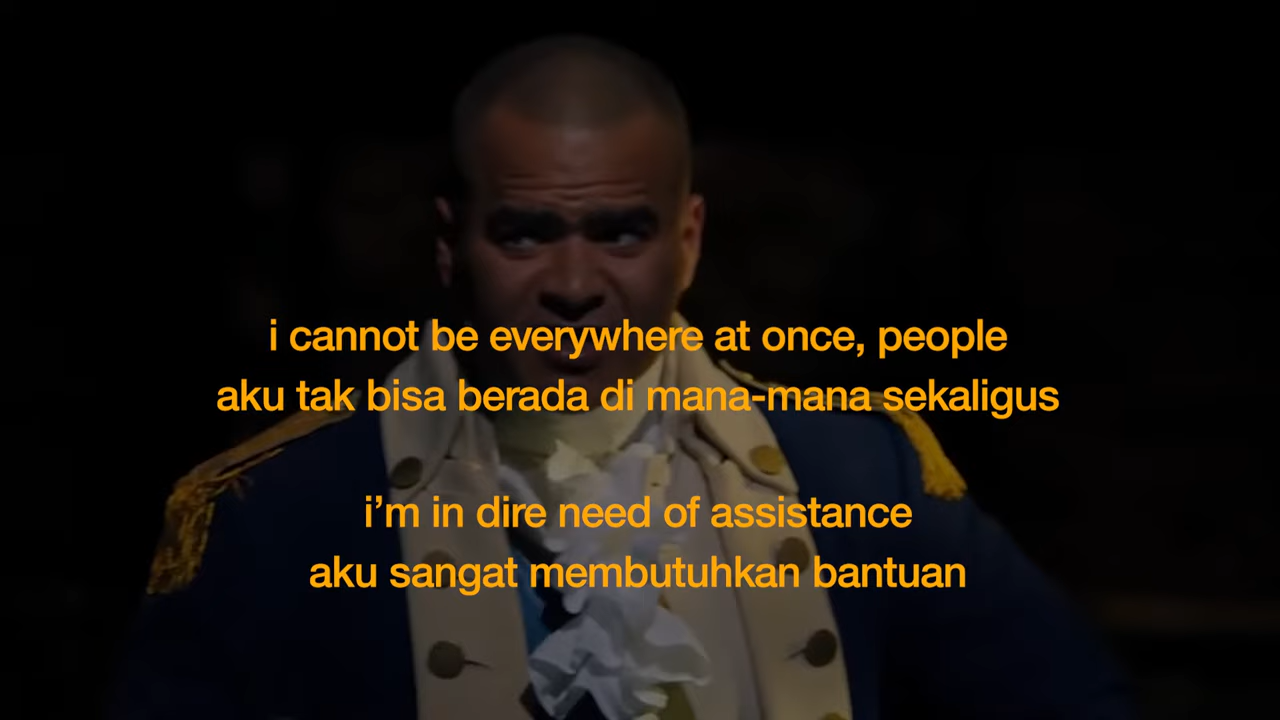 i cannot be everywhere at once, people
aku tak bisa berada di mana-mana sekaligus
i’m in dire need of assistance
aku sangat membutuhkan bantuan